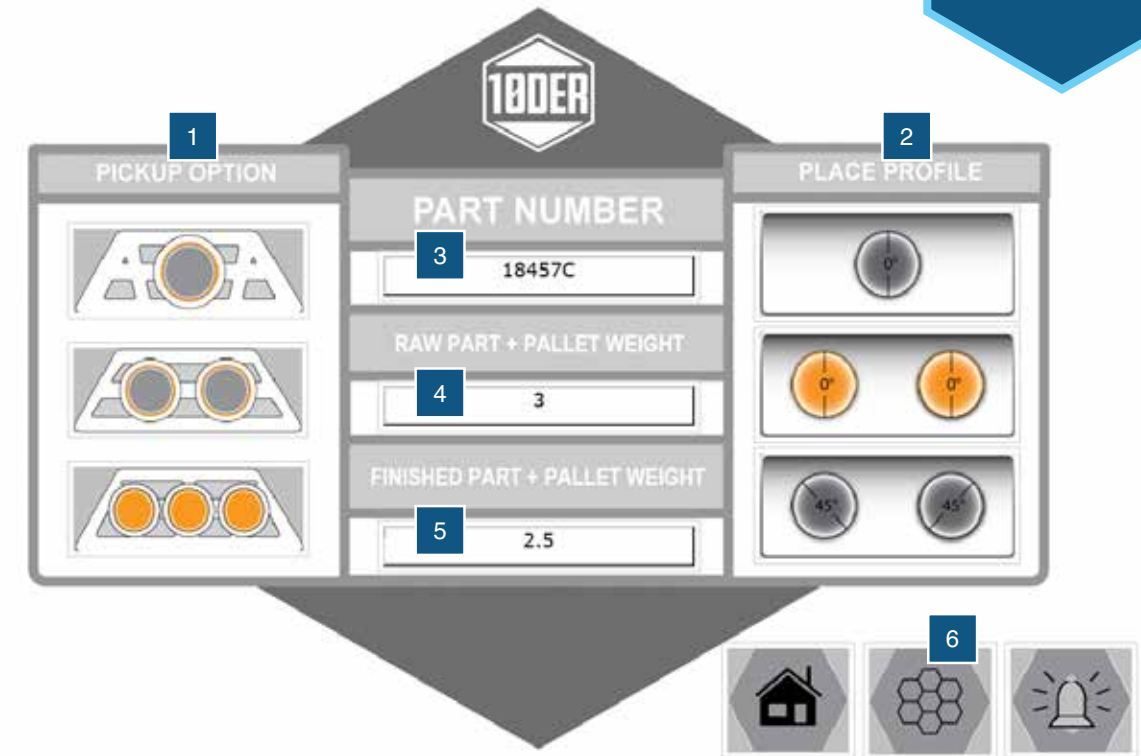 10DER
1
PICKUP OPTION
PART NUMBER
3
18457C
RAW PART + PALLET WEIGHT
4
3
FINISHED PART + PALLET WEIGHT
5
2.5
2
PLACE PROFILE
0°
0°
0°
45°
45°
6